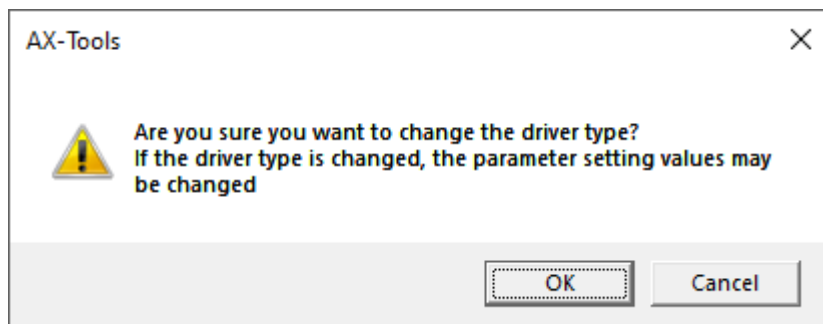 AX-Tools
Are you sure you want to change the driver type?
If the driver type is changed, the parameter setting values may
be changed
OK
Cancel